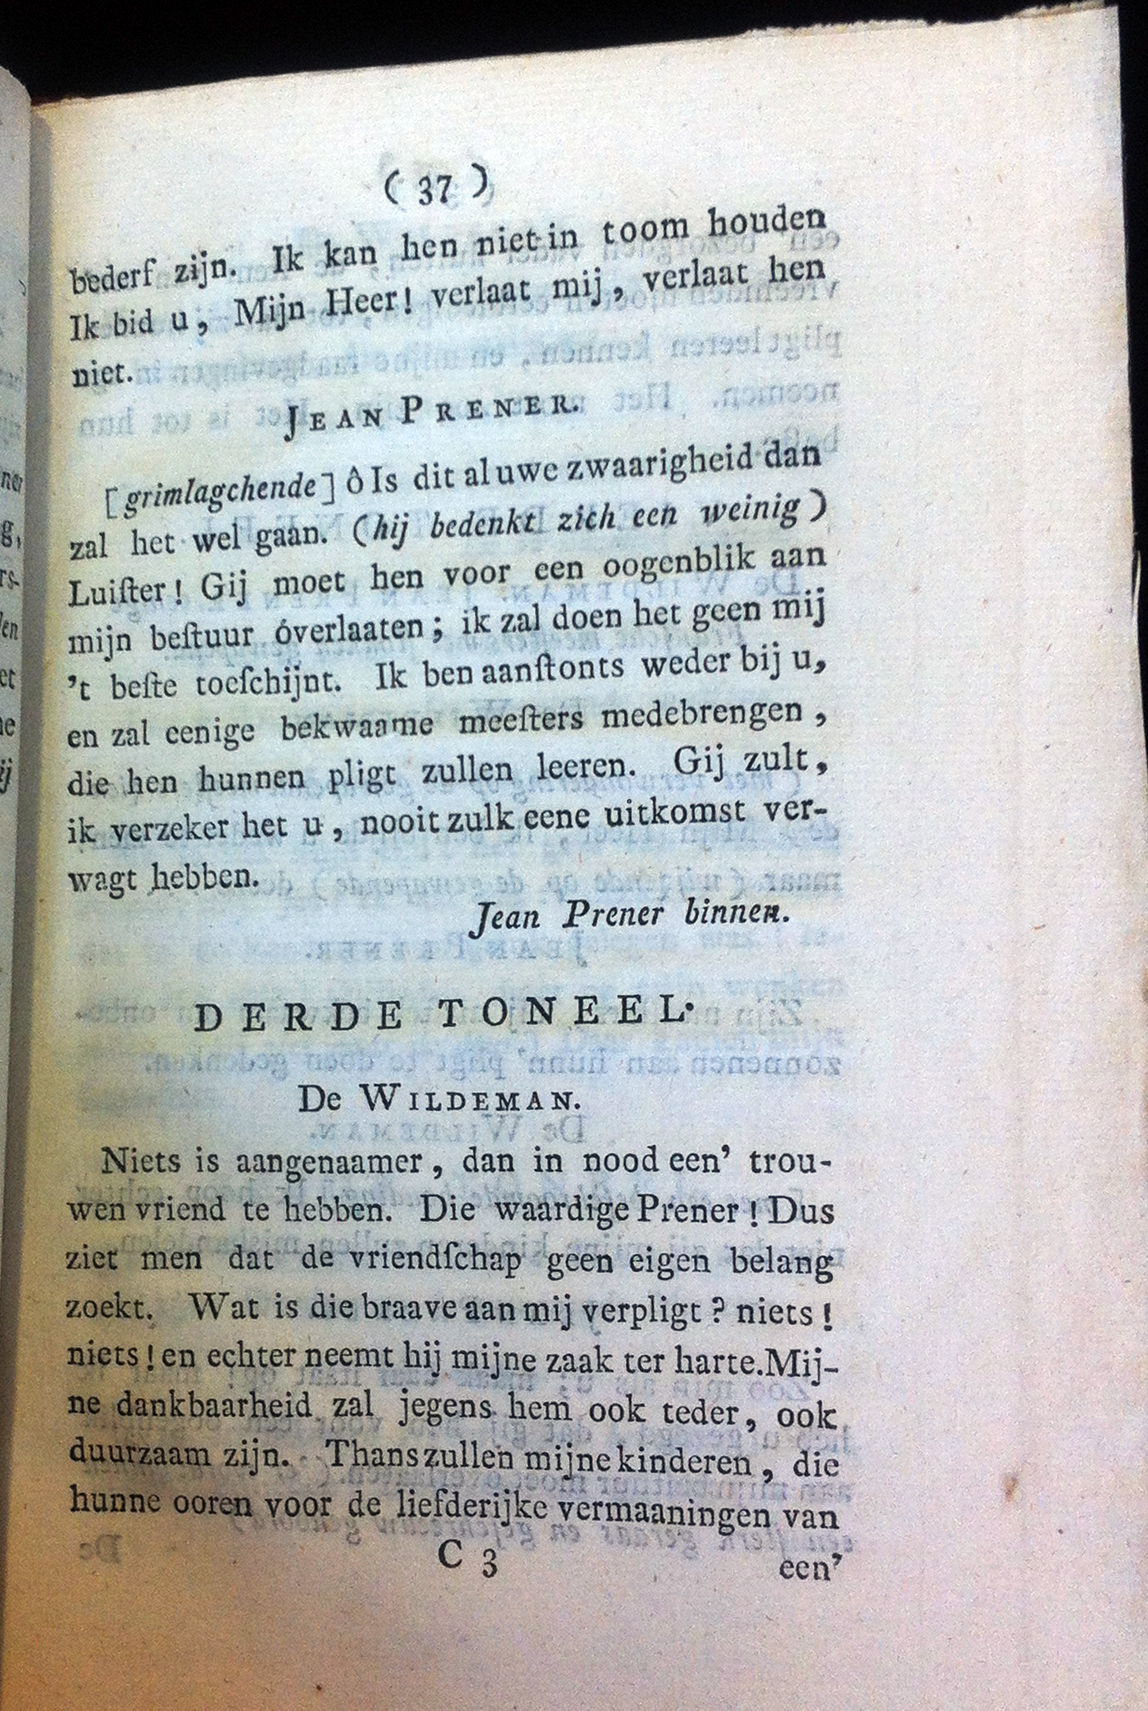 ( 37 )
bederf zijn. Ik kan hen niet in toom houden
Ik bid u, Mijn Heer! verlaat mij, verlaat hen
niet.
JEAN PRENER.
[grimlagchende] ô Is dit al uwe zwaarigheid dan
zal het wel gaan. (hij bedenkt zich een weinig)
Luiſter! Gij moet hen voor een oogenblik aan
mijn beſtuur óverlaaten; ik zal doen het geen mij
't beſte toeſchijnt. Ik ben aanſtonts weder bij u,
en zal eenige bekwaame meeſters medebrengen,
die hen hunnen pligt zullen leeren. Gij zult,
ik verzeker het u, nooit zulk eene uitkomst ver-
wagt hebben.
Jean Prener binnen.
DERDE TONEEL.
De WILDEMAN.
Niets is aangenaamer, dan in nood een' trou-
wen vriend te hebben. Die waardige Prener! Dus
ziet men dat de vriendſchap geen eigen belang
zoekt. Wat is die braave aan mij verpligt? niets!
niets! en echter neemt hij mijne zaak ter harte. Mij-
ne dankbaarheid zal jegens hem ook teder, ook
duurzaam zijn. Thans zullen mijne kinderen, die
hunne ooren voor de liefderijke vermaaningen van
C 3 een'